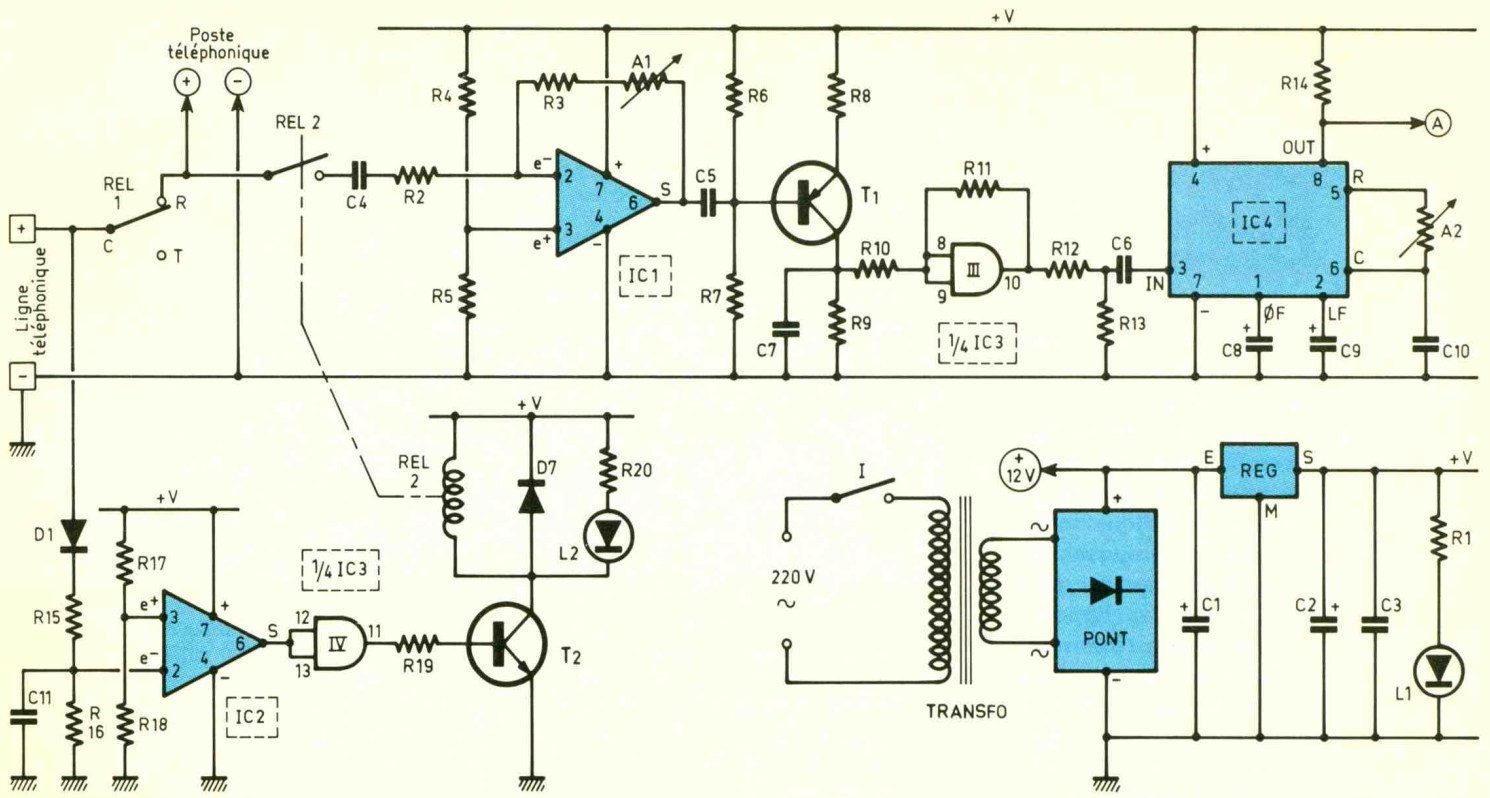 + V
Poste
téléphonique
+
-
R4
R3
A1
R6
R8
R14
A
REL 2
OUT
e-
2
7
+
4
8
R
REL
1
R
C4
R2
C5
T1
R11
5
S
6
IC4
A2
+
C
3
4
e+
-
R10
8
III
R12
C6
6
C
T
IC1
9
10
IN
3
7
1
2
Ligne
téléphonique
R5
R7
R9
-
ØF
LF
C7
1/4 IC3
R13
+
C8
+
C9
C10
-
+ V
REL
2
D7
R20
I
+
12 V
E
REG
S
+V
+V
M
D1
+
R17
1/4 IC3
L2
R1
R15
e+
3
+
7
S
12
220 V
~
~
+
C1
C2
+
C3
6
IV
11
PONT
e-
2
4
13
R19
T2
-
~
-
L1
C11
R
16
R18
IC2
TRANSFO